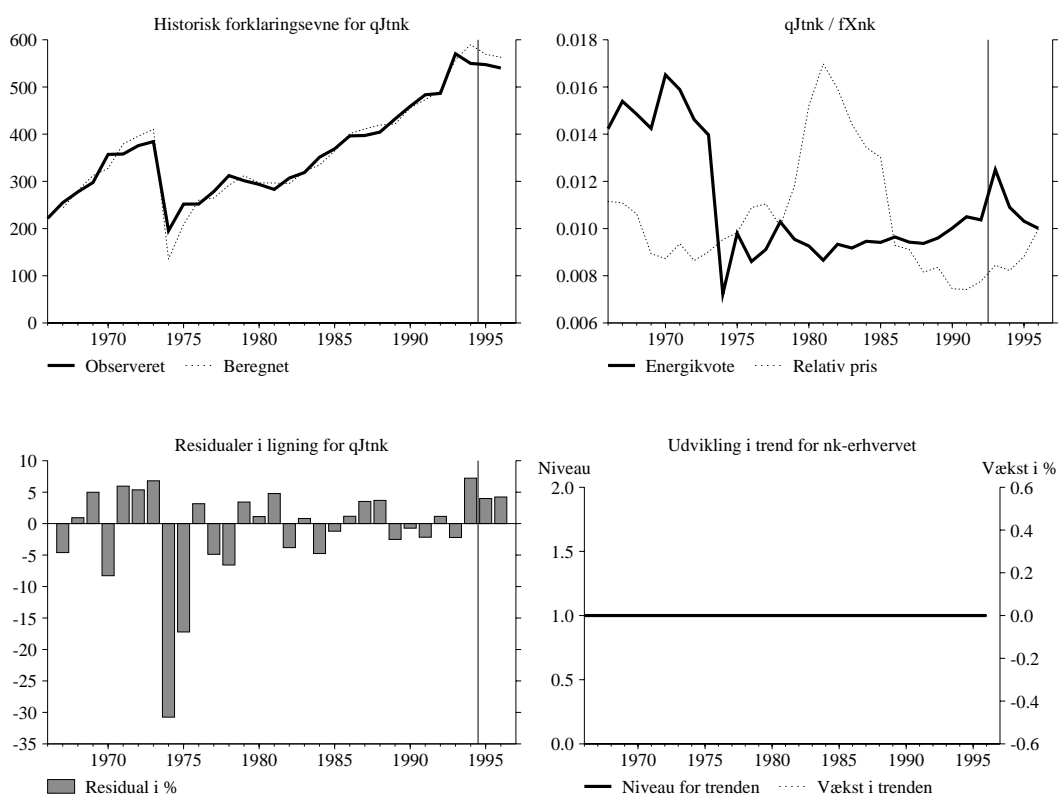 Historisk forklaringsevne for qJtnk
600
500
400
300
200
100
0
1970 1975 1980 1985 1990 1995
Observeret Beregnet
qJtnk / fXnk
0.018
0.016
0.014
0.012
0.010
0.008
0.006
1970 1975 1980 1985 1990 1995
Energikvote Relativ pris
Residualer i ligning for qJtnk
10
5
0
-5
-10
-15
-20
-25
-30
-35
1970 1975 1980 1985 1990 1995
Residual i %
Udvikling i trend for nk-erhvervet
Niveau Vækst i %
2.0 0.6
0.4
1.5
0.2
1.0 0.0
-0.2
0.5
-0.4
0.0 -0.6
1970 1975 1980 1985 1990 1995
Niveau for trenden Vækst i trenden